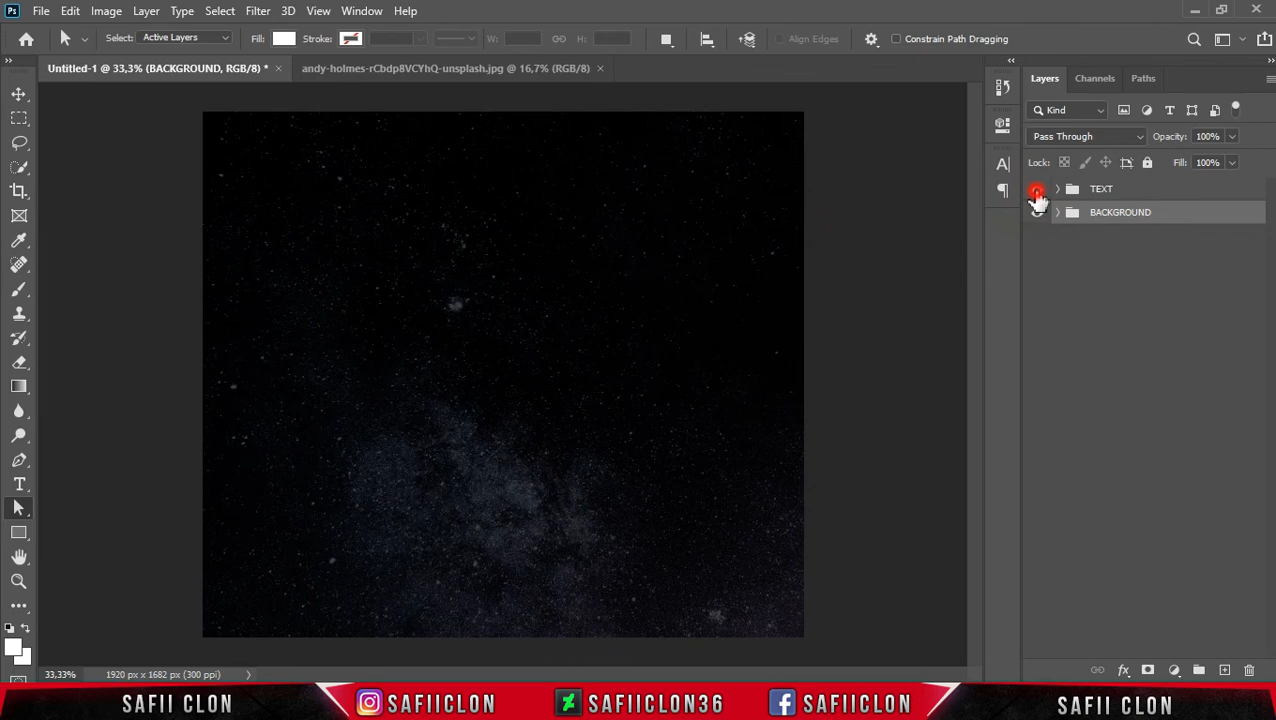 Ps File Edit Image Layer Type Select Filter 3D View Window Help
Select: Active Layers Fill: Stroke: W: H: Align Edges Constrain Path Dragging
Untitled-1 @ 33,3% (BACKGROUND, RGB/8) * × andy-holmes-rCbdp8VCYhQ-unsplash.jpg @ 16,7% (RGB/8) ×
Layers Channels Paths
Kind
Pass Through Opacity: 100%
Lock: Fill: 100%
TEXT
BACKGROUND
33,33% 1920 px x 1682 px (300 ppi)
SAFII CLON SAFIICLON SAFIICLON36 SAFIICLON SAFII CLON